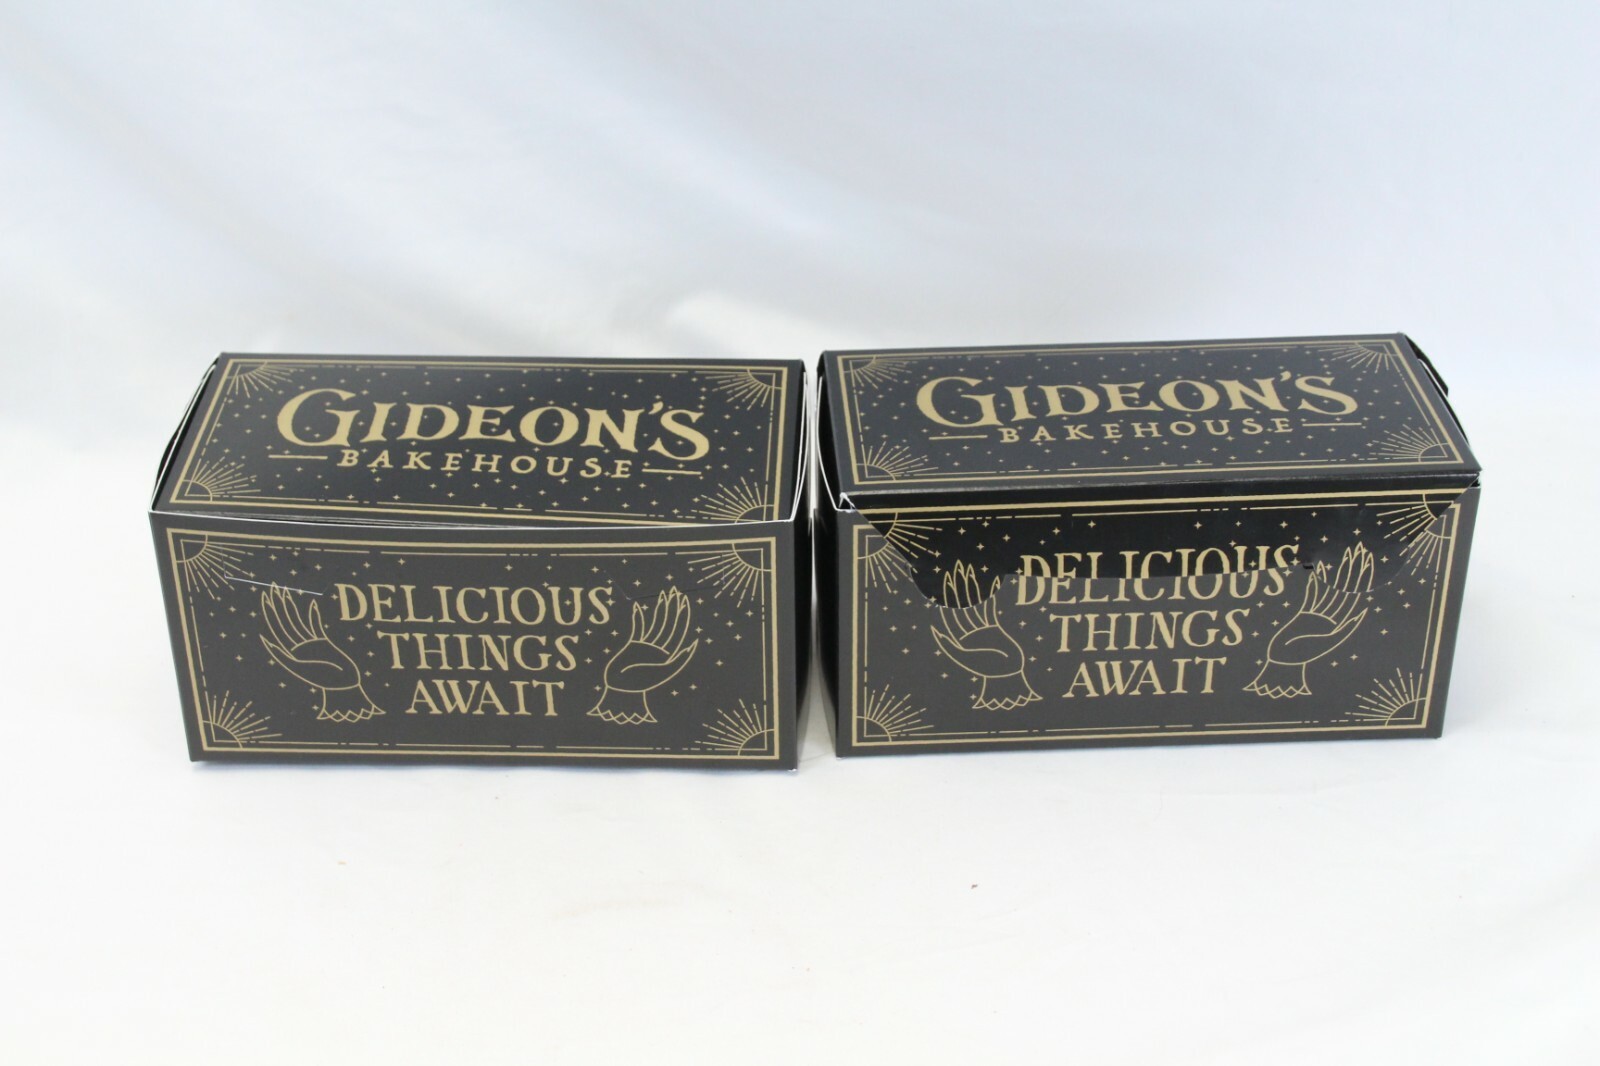 GIDEON'S
BAKEHOUSE
DELICIOUS
THINGS
AWAIT
GIDEON'S
BAKEHOUSE
DELICIOUS
THINGS
AWAIT